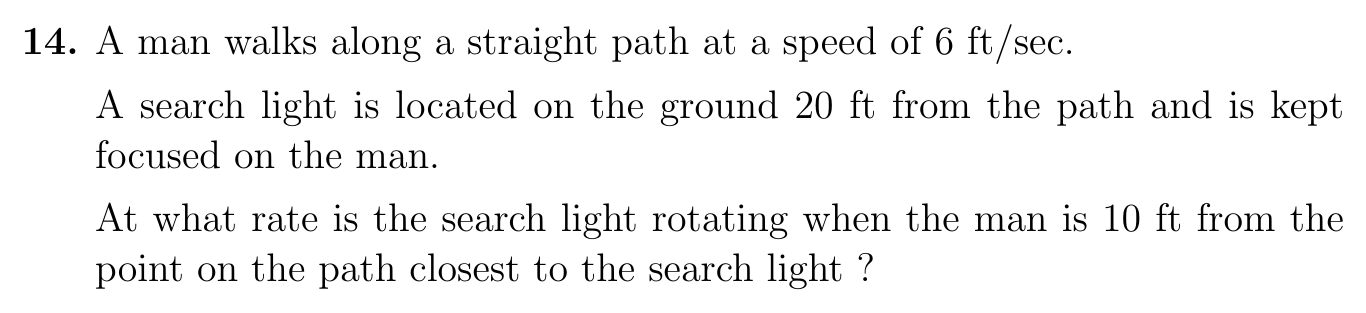 14. A man walks along a straight path at a speed of 6 ft/sec.
A search light is located on the ground 20 ft from the path and is kept
focused on the man.
At what rate is the search light rotating when the man is 10 ft from the
point on the path closest to the search light ?